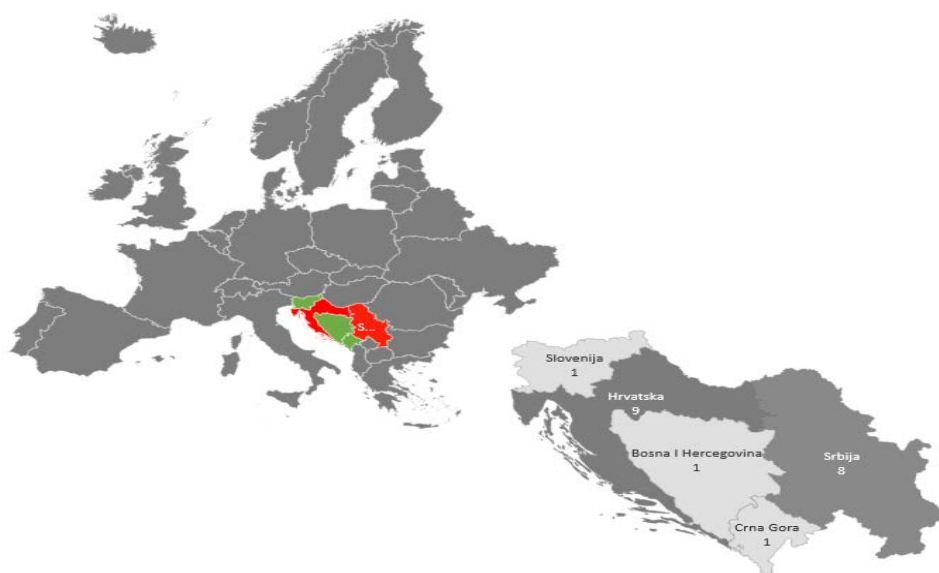 S...
Slovenija
1
Hrvatska
9
Bosna I Hercegovina
1
Srbija
8
Crna Gora
1